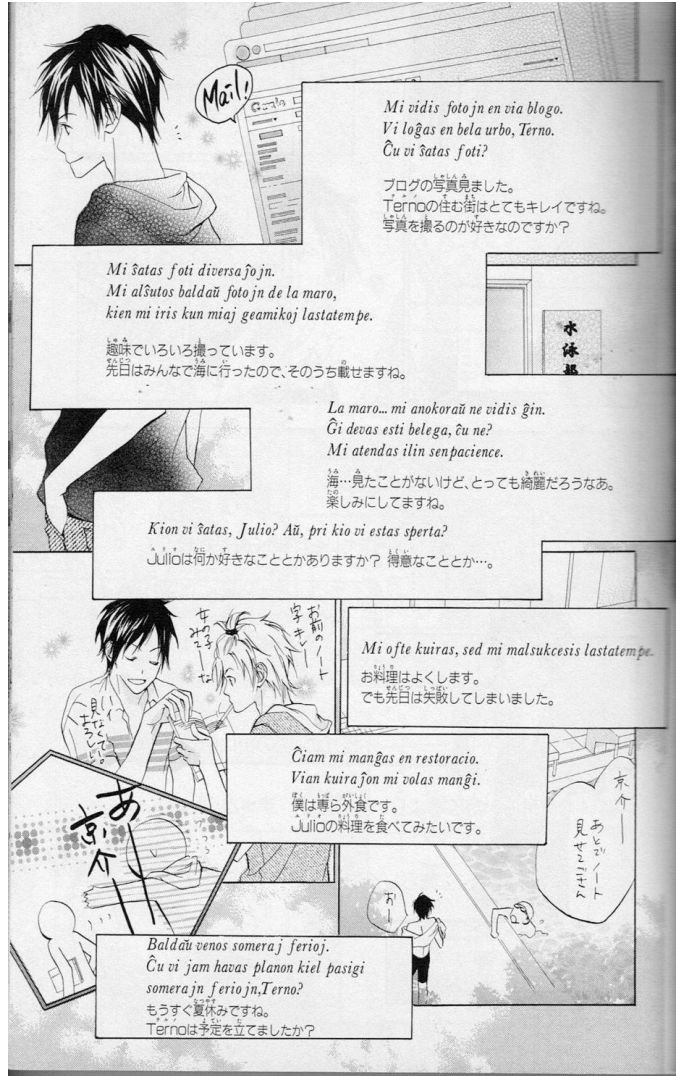 Mail!
Mi vidis fotojn en via blogo.
Vi loĝas en bela urbo, Terno.
Ĉu vi ŝatas foti?
ブログの写真見ました。
Ternoの住む街はとてもキレイですね。
写真を撮るのが好きなのですか?
Mi ŝatas foti diversaĵojn.
Mi alŝutos baldaŭ fotojn de la maro,
kien mi iris kun miaj geamikoj lastatempe.
趣味でいろいろ撮っています。
先日はみんなで海に行ったので、そのうち載せますね。
水泳部
La maro... mi anokoraŭ ne vidis ĝin.
Ĝi devas esti belega, ĉu ne?
Mi atendas ilin senpacience.
海…見たことがないけど、とっても綺麗だろうなあ。
楽しみにしてますね。
Kion vi ŝatas, Julio? Aŭ, pri kio vi estas sperta?
Julioは何か好きなこととかありますか? 得意なこととか…。
お前のノート
字キレー
女の子
みてーな
いーよ
見なくて。
よろしい
Mi ofte kuiras, sed mi malsukcesis lastatempe.
お料理はよくします。
でも先日は失敗してしまいました。
Ĉiam mi manĝas en restoracio.
Vian kuiraĵon mi volas manĝi.
僕は専ら外食です。
Julioの料理を食べてみたいです。
京介ー
あとでノート
見せてごさん
おー
あー
京介
Baldaŭ venos someraj ferioj.
Ĉu vi jam havas planon kiel pasigi
somerajn feriojn,Terno?
もうすぐ夏休みですね。
Ternoは予定を立てましたか?